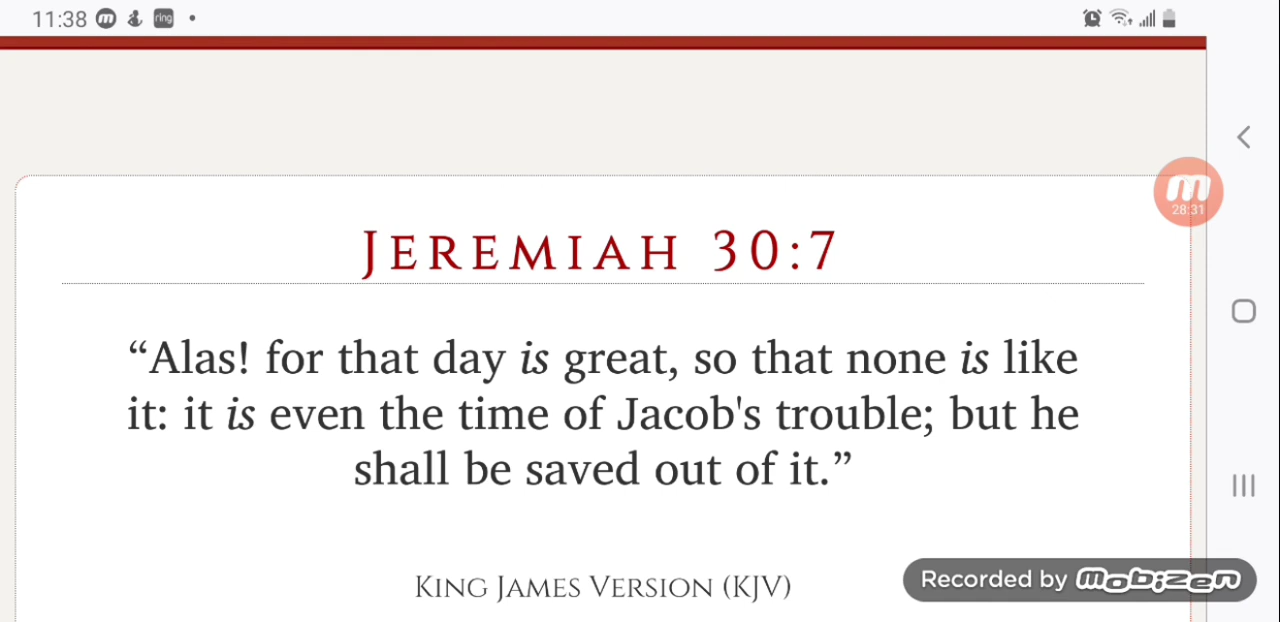 11:38 m ring
m
28:31
JEREMIAH 30:7
“Alas! for that day is great, so that none is like
it: it is even the time of Jacob's trouble; but he
shall be saved out of it.”
KING JAMES VERSION (KJV)
Recorded by mobizen